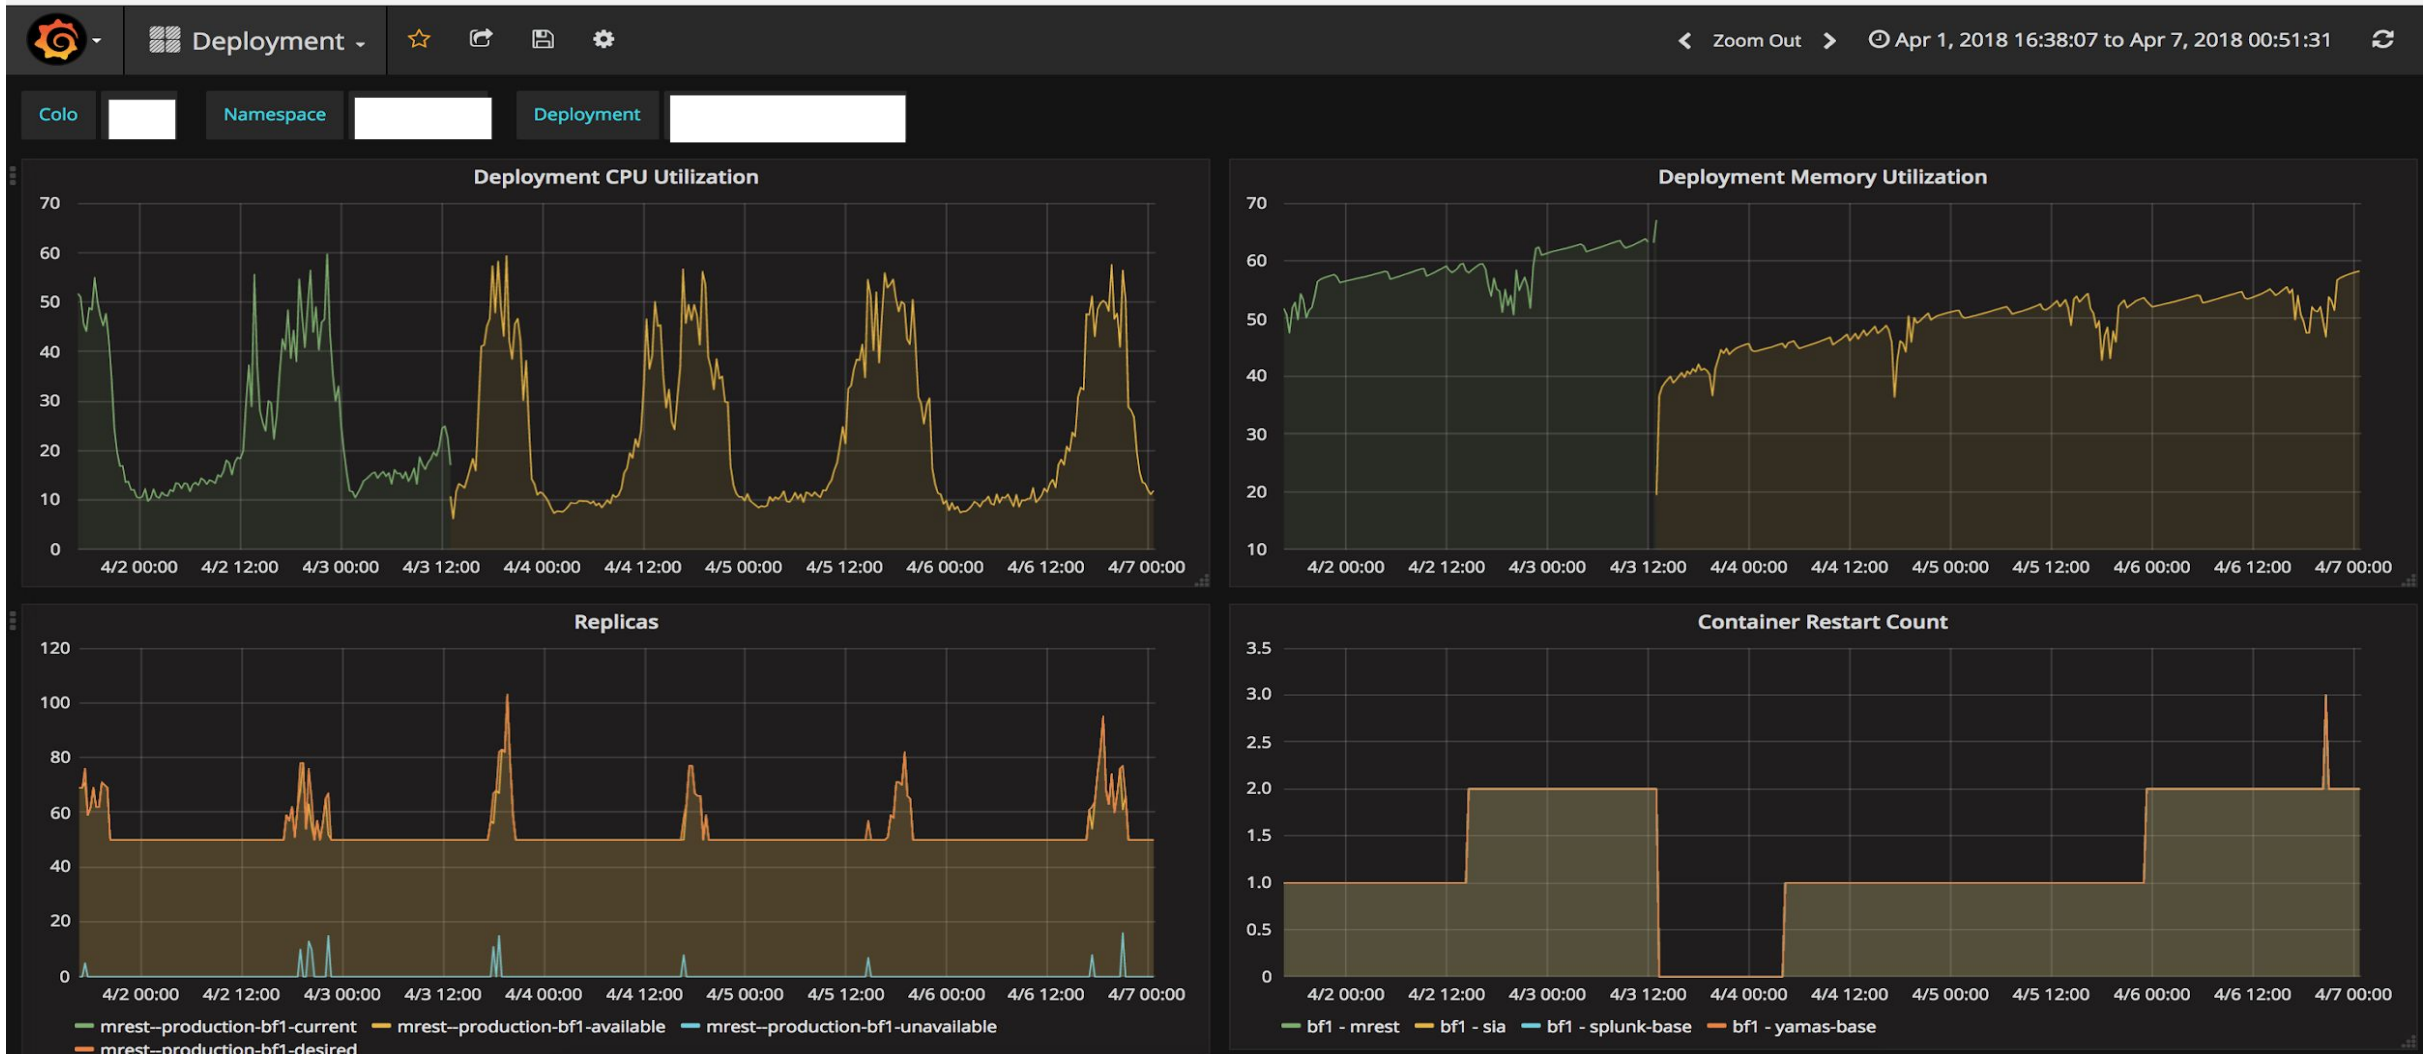 Deployment
Zoom Out
Apr 1, 2018 16:38:07 to Apr 7, 2018 00:51:31
Colo
Namespace
Deployment
Deployment CPU Utilization
70
60
50
40
30
20
10
0
4/2 00:00 4/2 12:00 4/3 00:00 4/3 12:00 4/4 00:00 4/4 12:00 4/5 00:00 4/5 12:00 4/6 00:00 4/6 12:00 4/7 00:00
Deployment Memory Utilization
70
60
50
40
30
20
10
4/2 00:00 4/2 12:00 4/3 00:00 4/3 12:00 4/4 00:00 4/4 12:00 4/5 00:00 4/5 12:00 4/6 00:00 4/6 12:00 4/7 00:00
Replicas
120
100
80
60
40
20
0
4/2 00:00 4/2 12:00 4/3 00:00 4/3 12:00 4/4 00:00 4/4 12:00 4/5 00:00 4/5 12:00 4/6 00:00 4/6 12:00 4/7 00:00
mrest--production-bf1-current mrest--production-bf1-available mrest--production-bf1-unavailable
mrest--production-bf1-desired
Container Restart Count
3.5
3.0
2.5
2.0
1.5
1.0
0.5
0
4/2 00:00 4/2 12:00 4/3 00:00 4/3 12:00 4/4 00:00 4/4 12:00 4/5 00:00 4/5 12:00 4/6 00:00 4/6 12:00 4/7 00:00
bf1 - mrest bf1 - sia bf1 - splunk-base bf1 - yamas-base